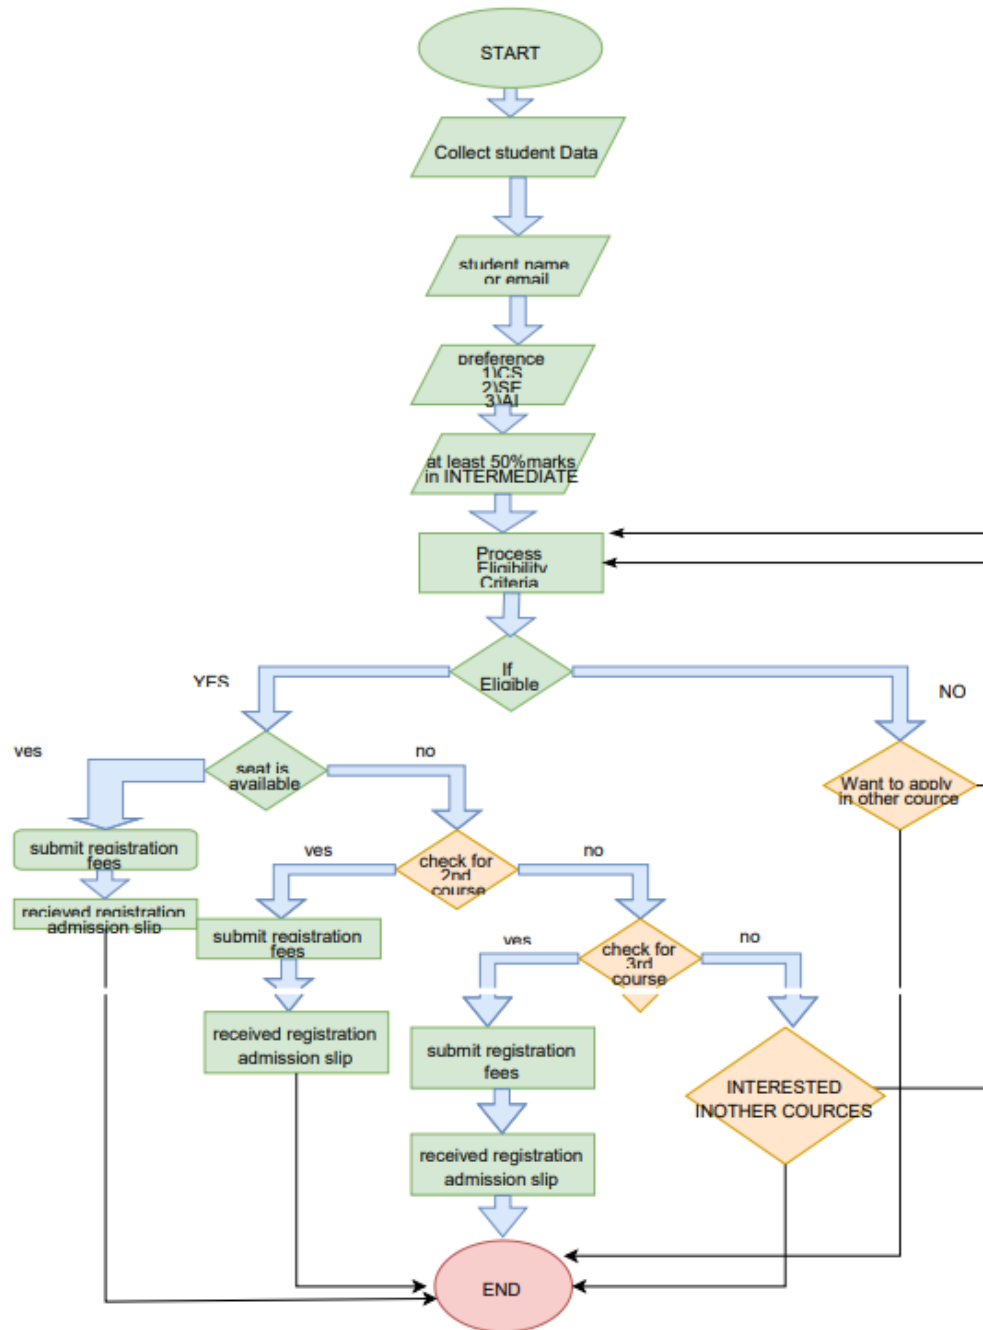 START
Collect student Data
student name
or email
preference
1)CS
2)SE
3)AI
at least 50%marks
in INTERMEDIATE
Process
Eligibility
Criteria
If
Eligible
YES
NO
yes
seat is
available
no
Want to apply
in other cource
submit registration
fees
yes
check for
2nd
course
no
recieved registration
admission slip
submit registration
fees
yes
check for
3rd
course
no
received registration
admission slip
submit registration
fees
INTERESTED
INOTHER COURCES
received registration
admission slip
END